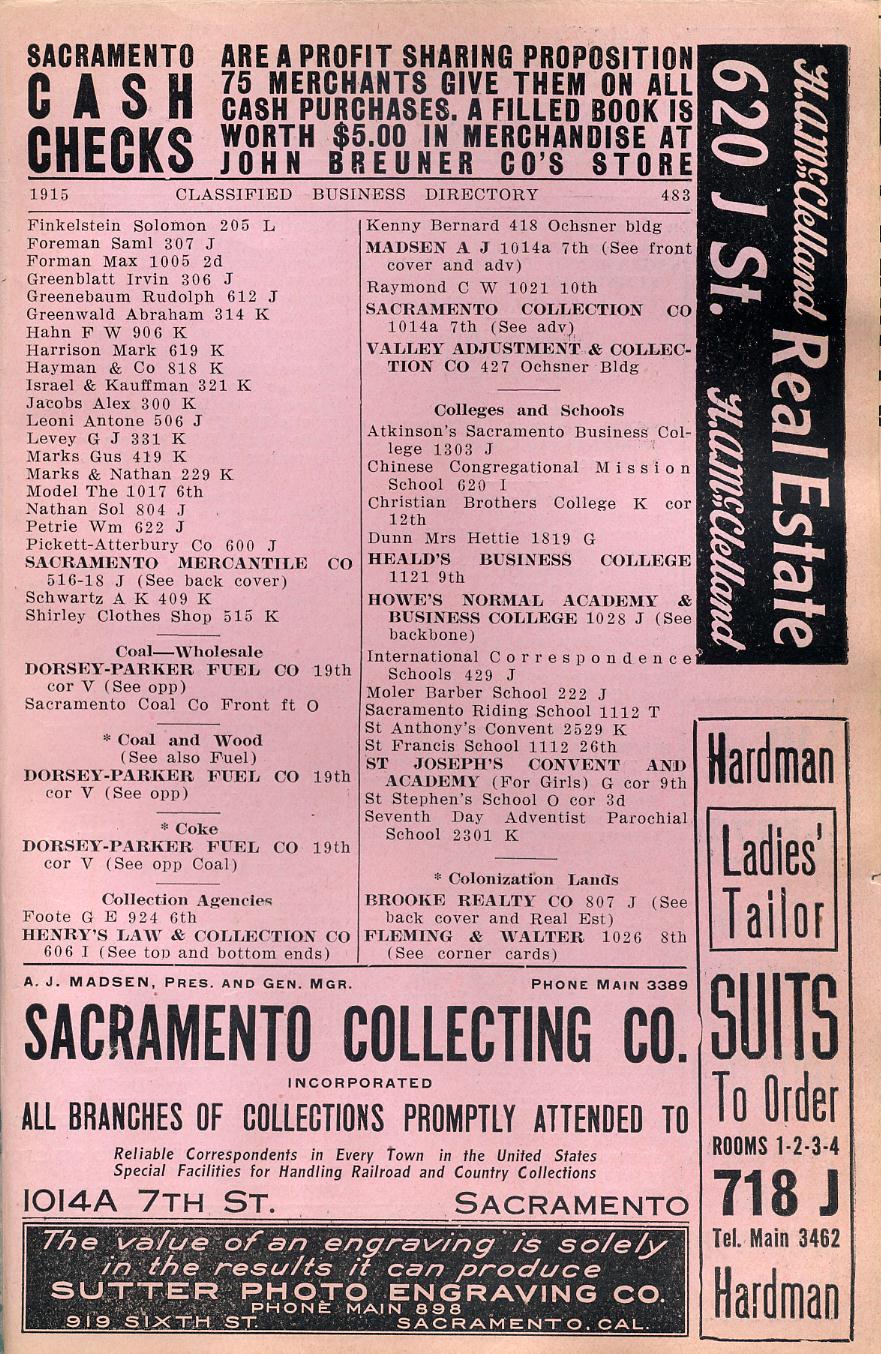 SACRAMENTO
CASH
CHECKS
ARE A PROFIT SHARING PROPOSITION
75 MERCHANTS GIVE THEM ON ALL
CASH PURCHASES. A FILLED BOOK IS
WORTH $5.00 IN MERCHANDISE AT
JOHN BREUNER CO'S STORE
1915 CLASSIFIED BUSINESS DIRECTORY 483
Finkelstein Solomon 205 L
Foreman Saml 307 J
Forman Max 1005 2d
Greenblatt Irvin 306 J
Greenebaum Rudolph 612 J
Greenwald Abraham 314 K
Hahn F W 906 K
Harrison Mark 619 K
Hayman & Co 818 K
Israel & Kauffman 321 K
Jacobs Alex 300 K
Leoni Antone 506 J
Levey G J 331 K
Marks Gus 419 K
Marks & Nathan 229 K
Model The 1017 6th
Nathan Sol 804 J
Petrie Wm 622 J
Pickett-Atterbury Co 600 J
SACRAMENTO MERCANTILE CO
516-18 J (See back cover)
Schwartz A K 409 K
Shirley Clothes Shop 515 K
Coal—Wholesale
DORSEY-PARKER FUEL CO 19th
cor V (See opp)
Sacramento Coal Co Front ft O
* Coal and Wood
(See also Fuel)
DORSEY-PARKER FUEL CO 19th
cor V (See opp)
* Coke
DORSEY-PARKER FUEL CO 19th
cor V (See opp Coal)
Collection Agencies
Foote G E 924 6th
HENRY'S LAW & COLLECTION CO
606 I (See top and bottom ends)
Kenny Bernard 418 Ochsner bldg
MADSEN A J 1014a 7th (See front
cover and adv)
Raymond C W 1021 10th
SACRAMENTO COLLECTION CO
1014a 7th (See adv)
VALLEY ADJUSTMENT & COLLEC-
TION CO 427 Ochsner Bldg
Colleges and Schools
Atkinson's Sacramento Business Col-
lege 1303 J
Chinese Congregational Mission
School 620 I
Christian Brothers College K cor
12th
Dunn Mrs Hettie 1819 G
HEALD'S BUSINESS COLLEGE
1121 9th
HOWE'S NORMAL ACADEMY &
BUSINESS COLLEGE 1028 J (See
backbone)
International Correspondence
Schools 429 J
Moler Barber School 222 J
Sacramento Riding School 1112 T
St Anthony's Convent 2529 K
St Francis School 1112 26th
ST JOSEPH'S CONVENT AND
ACADEMY (For Girls) G cor 9th
St Stephen's School O cor 3d
Seventh Day Adventist Parochial
School 2301 K
* Colonization Lands
BROOKE REALTY CO 807 J (See
back cover and Real Est)
FLEMING & WALTER 1026 8th
(See corner cards)
H.A. McClelland Real Estate
620 J St. H.A. McClelland
Hardman
Ladies'
Tailor
SUITS
To Order
ROOMS 1-2-3-4
718 J
Tel. Main 3462
Hardman
A. J. MADSEN, PRES. AND GEN. MGR. PHONE MAIN 3389
SACRAMENTO COLLECTING CO.
INCORPORATED
ALL BRANCHES OF COLLECTIONS PROMPTLY ATTENDED TO
Reliable Correspondents in Every Town in the United States
Special Facilities for Handling Railroad and Country Collections
1014A 7TH ST. SACRAMENTO
The value of an engraving is solely
in the results it can produce
SUTTER PHOTO ENGRAVING CO.
PHONE MAIN 898
919 SIXTH ST. SACRAMENTO, CAL.